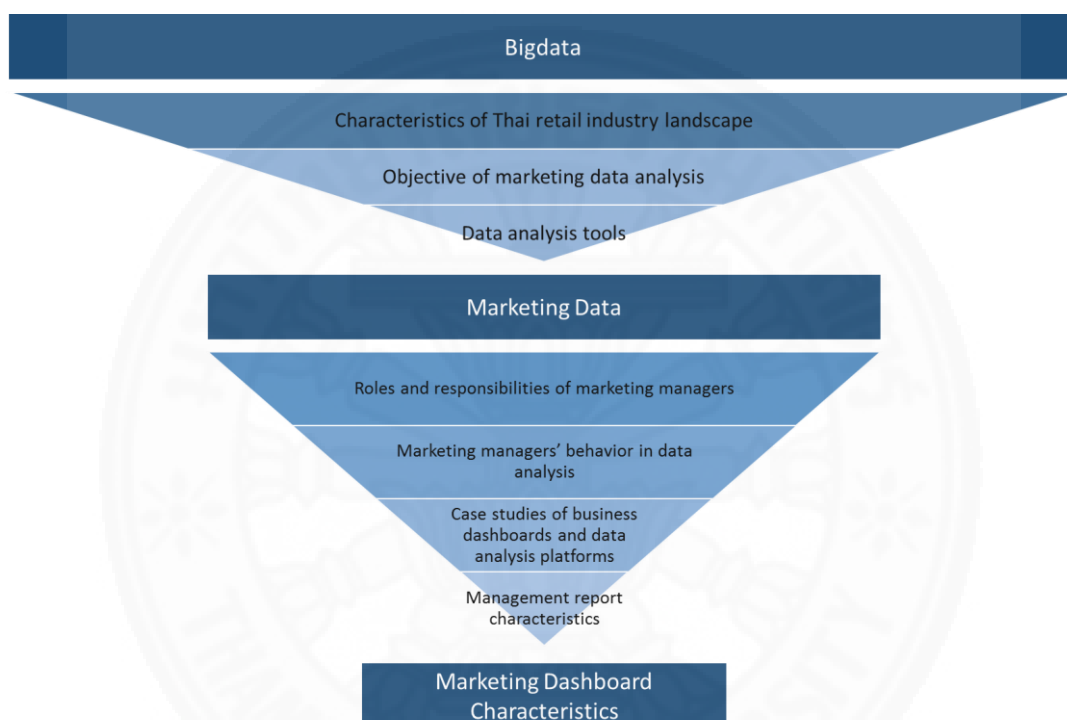 Bigdata
Characteristics of Thai retail industry landscape
Objective of marketing data analysis
Data analysis tools
Marketing Data
Roles and responsibilities of marketing managers
Marketing managers’ behavior in data
analysis
Case studies of business
dashboards and data
analysis platforms
Management report
characteristics
Marketing Dashboard
Characteristics